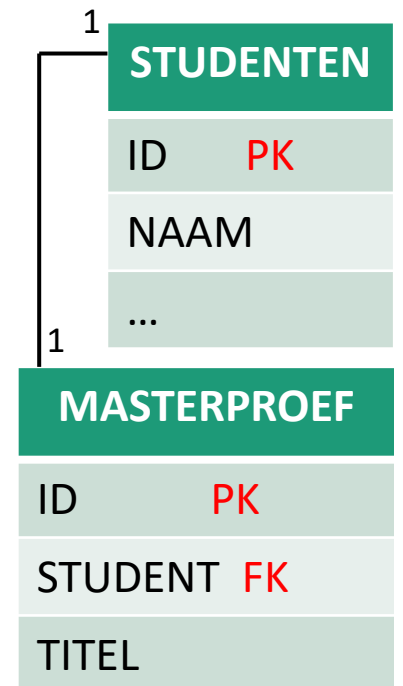 1
STUDENTEN
ID PK
NAAM
...
1
MASTERPROEF
ID PK
STUDENT FK
TITEL